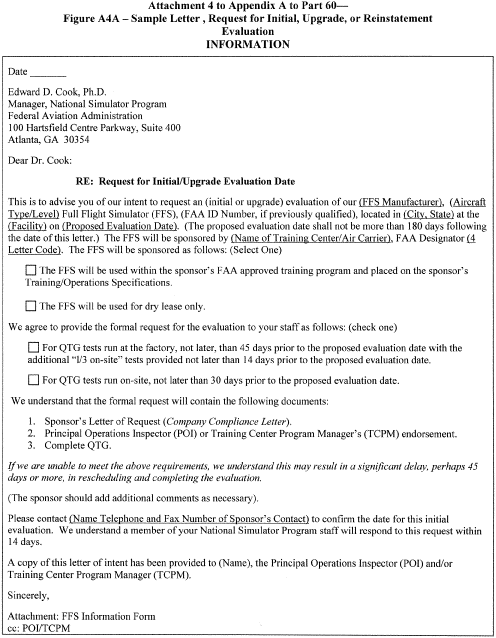 Attachment 4 to Appendix A to Part 60—
Figure A4A – Sample Letter , Request for Initial, Upgrade, or Reinstatement
Evaluation
INFORMATION
Date ______
Edward D. Cook, Ph.D.
Manager, National Simulator Program
Federal Aviation Administration
100 Hartsfield Centre Parkway, Suite 400
Atlanta, GA 30354
Dear Dr. Cook:
RE: Request for Initial/Upgrade Evaluation Date
This is to advise you of our intent to request an (initial or upgrade) evaluation of our (FFS Manufacturer), (Aircraft
Type/Level) Full Flight Simulator (FFS), (FAA ID Number, if previously qualified), located in (City, State) at the
(Facility) on (Proposed Evaluation Date). (The proposed evaluation date shall not be more than 180 days following
the date of this letter.) The FFS will be sponsored by (Name of Training Center/Air Carrier), FAA Designator (4
Letter Code). The FFS will be sponsored as follows: (Select One)
☐ The FFS will be used within the sponsor's FAA approved training program and placed on the sponsor's
Training/Operations Specifications.
☐ The FFS will be used for dry lease only.
We agree to provide the formal request for the evaluation to your staff as follows: (check one)
☐ For QTG tests run at the factory, not later, than 45 days prior to the proposed evaluation date with the
additional "1/3 on-site" tests provided not later than 14 days prior to the proposed evaluation date.
☐ For QTG tests run on-site, not later than 30 days prior to the proposed evaluation date.
We understand that the formal request will contain the following documents:
1. Sponsor's Letter of Request (Company Compliance Letter).
2. Principal Operations Inspector (POI) or Training Center Program Manager's (TCPM) endorsement.
3. Complete QTG.
If we are unable to meet the above requirements, we understand this may result in a significant delay, perhaps 45
days or more, in rescheduling and completing the evaluation.
(The sponsor should add additional comments as necessary).
Please contact (Name Telephone and Fax Number of Sponsor's Contact) to confirm the date for this initial
evaluation. We understand a member of your National Simulator Program staff will respond to this request within
14 days.
A copy of this letter of intent has been provided to (Name), the Principal Operations Inspector (POI) and/or
Training Center Program Manager (TCPM).
Sincerely,
Attachment: FFS Information Form
cc: POI/TCPM